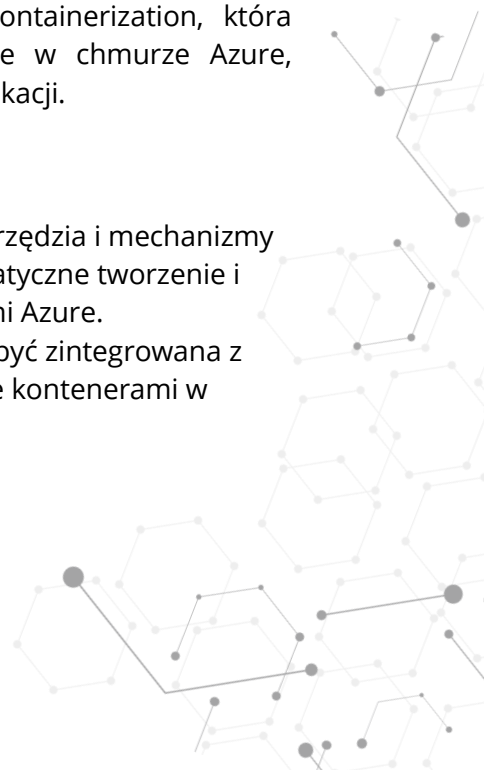 ontainerization, która
e w chmurze Azure,
kacji.
rzędzia i mechanizmy
atyczne tworzenie i
ni Azure.
być zintegrowana z
e kontenerami w